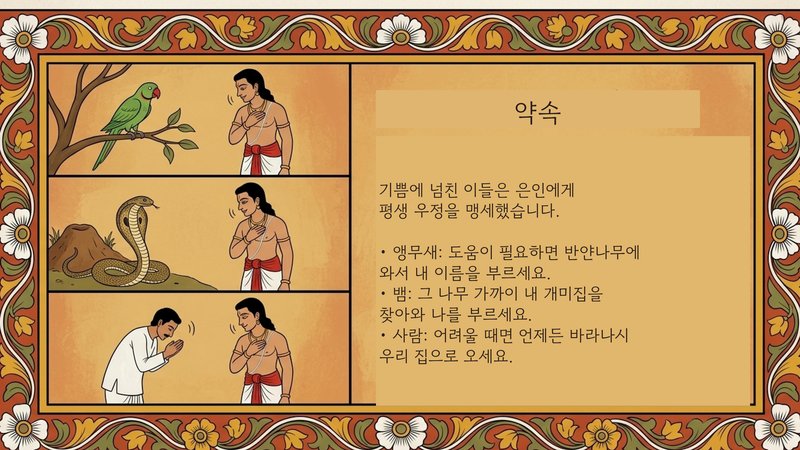 약속
기쁨에 넘친 이들은 은인에게
평생 우정을 맹세했습니다.
• 앵무새: 도움이 필요하면 반얀나무에
와서 내 이름을 부르세요.
• 뱀: 그 나무 가까이 내 개미집을
찾아와 나를 부르세요.
• 사람: 어려울 때면 언제든 바라나시
우리 집으로 오세요.